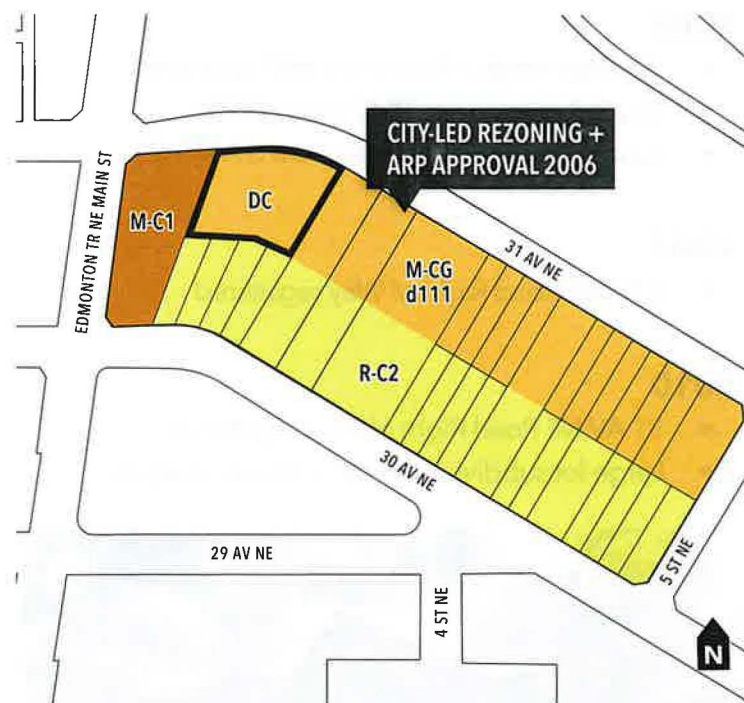 CITY-LED REZONING +
ARP APPROVAL 2006
EDMONTON TR NE MAIN ST
M-C1
DC
31 AV NE
M-CG
d111
R-C2
30 AV NE
29 AV NE
4 ST NE
5 ST NE
N